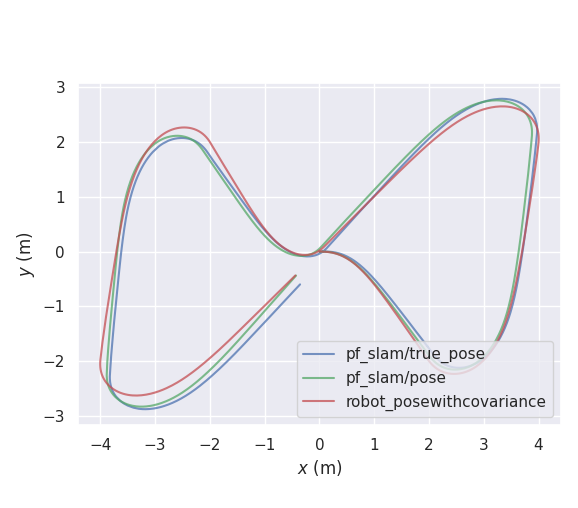 3
2
1
0
−1
−2
−3
y (m)
pf_slam/true_pose
pf_slam/pose
robot_posewithcovariance
−4 −3 −2 −1 0 1 2 3 4
x (m)